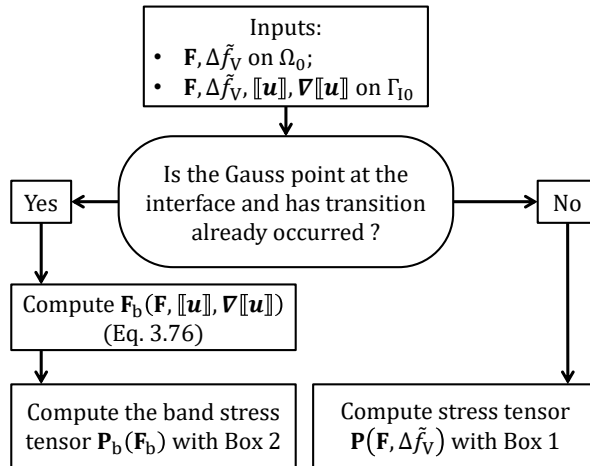 Inputs:
• 𝐅, Δf̃_V on Ω₀;
• 𝐅, Δf̃_V, ⟦𝒖⟧, 𝛁⟦𝒖⟧ on Γ_I0
Is the Gauss point at the
interface and has transition
already occurred ?
Yes
No
Compute 𝐅_b(𝐅, ⟦𝒖⟧, 𝛁⟦𝒖⟧)
(Eq. 3.76)
Compute the band stress
tensor 𝐏_b(𝐅_b) with Box 2
Compute stress tensor
𝐏(𝐅, Δf̃_V) with Box 1